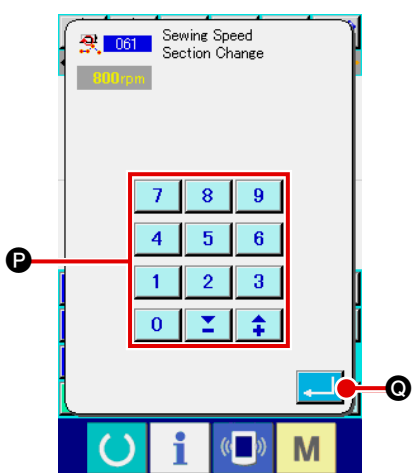 061 Sewing Speed
Section Change
800rpm
7 8 9
4 5 6
P
1 2 3
0 − +
Q
i M